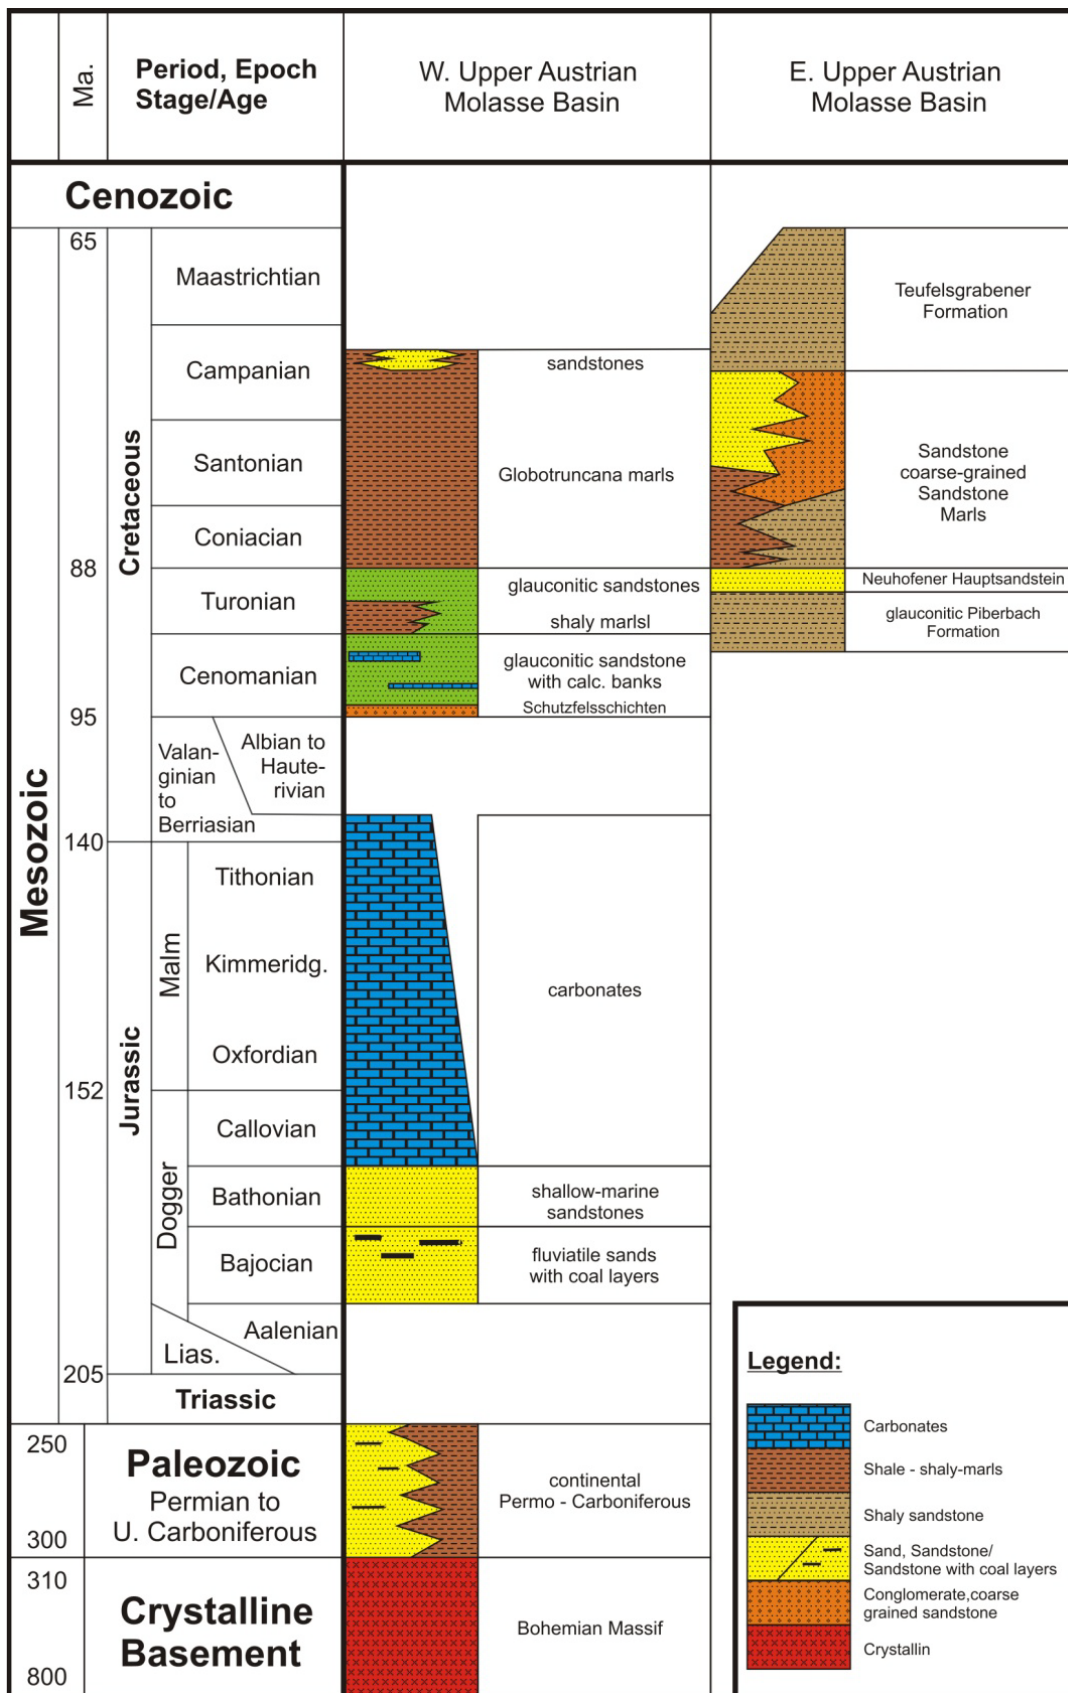 Ma.
Period, Epoch
Stage/Age
W. Upper Austrian
Molasse Basin
E. Upper Austrian
Molasse Basin
Cenozoic
Mesozoic
65
88
95
140
152
205
Cretaceous
Maastrichtian
Campanian
Santonian
Coniacian
Turonian
Cenomanian
Valan-
ginian
to
Berriasian
Albian to
Haute-
rivian
Jurassic
Malm
Tithonian
Kimmeridg.
Oxfordian
Dogger
Callovian
Bathonian
Bajocian
Aalenian
Lias.
Triassic
250
300
Paleozoic
Permian to
U. Carboniferous
310
800
Crystalline
Basement
sandstones
Globotruncana marls
glauconitic sandstones
shaly marlsl
glauconitic sandstone
with calc. banks
Schutzfelsschichten
carbonates
shallow-marine
sandstones
fluviatile sands
with coal layers
continental
Permo - Carboniferous
Bohemian Massif
Teufelsgrabener
Formation
Sandstone
coarse-grained
Sandstone
Marls
Neuhofener Hauptsandstein
glauconitic Piberbach
Formation
Legend:
Carbonates
Shale - shaly-marls
Shaly sandstone
Sand, Sandstone/
Sandstone with coal layers
Conglomerate,coarse
grained sandstone
Crystallin